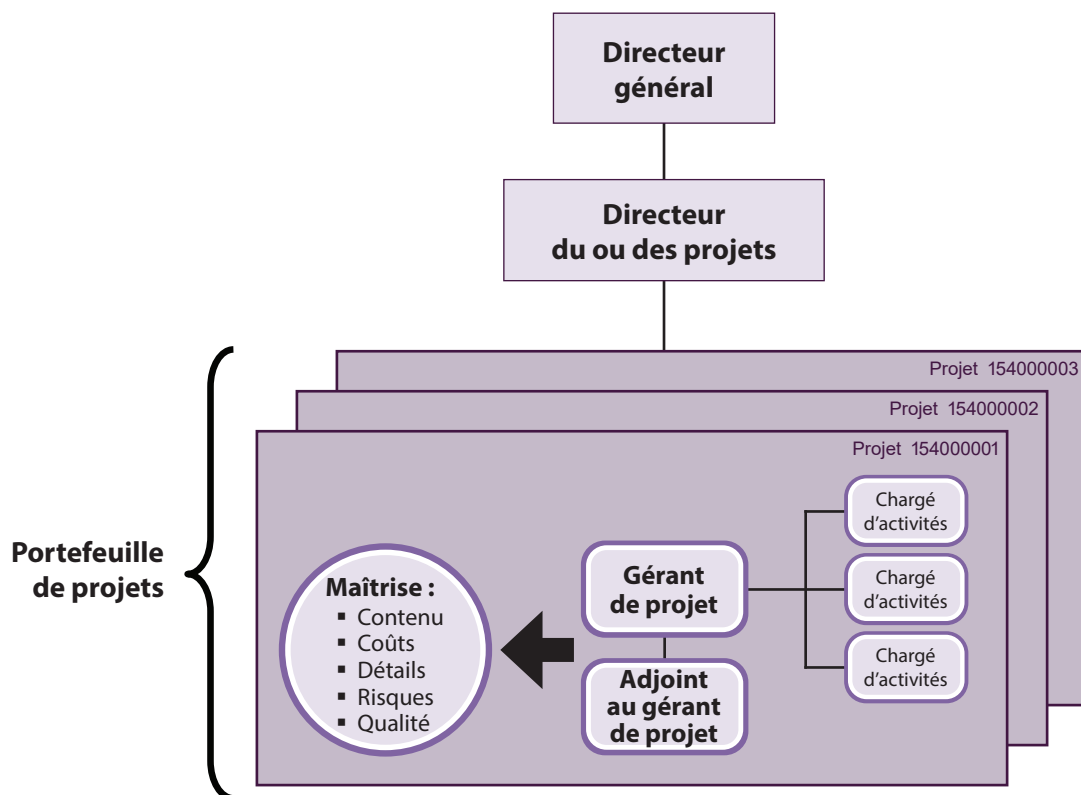 Directeur
général
Directeur
du ou des projets
Projet 154000003
Projet 154000002
Projet 154000001
Portefeuille
de projets
Maîtrise :
▪ Contenu
▪ Coûts
▪ Détails
▪ Risques
▪ Qualité
Gérant
de projet
Adjoint
au gérant
de projet
Chargé
d'activités
Chargé
d'activités
Chargé
d'activités